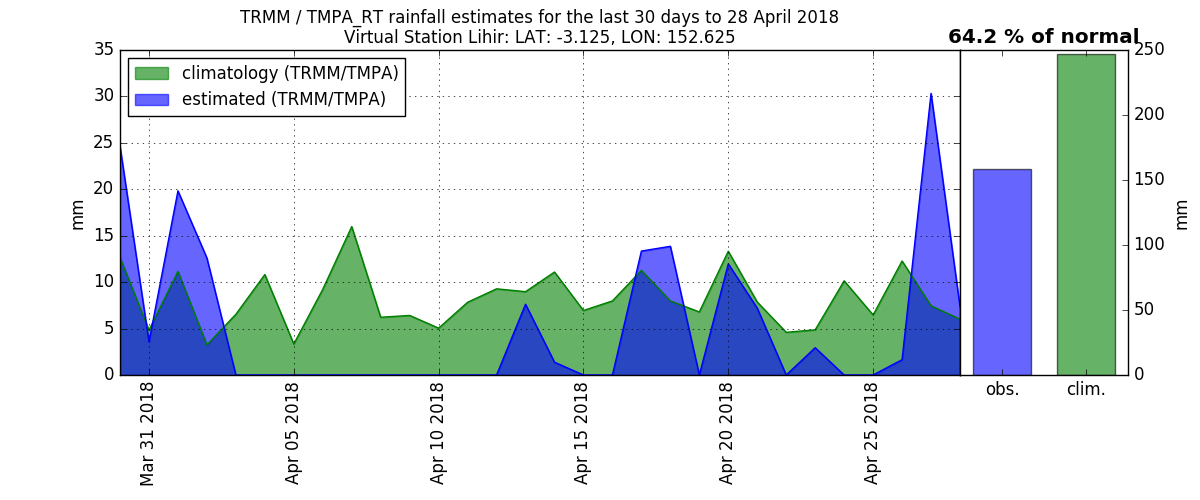 TRMM / TMPA_RT rainfall estimates for the last 30 days to 28 April 2018
Virtual Station Lihir: LAT: -3.125, LON: 152.625
64.2 % of normal
climatology (TRMM/TMPA)
estimated (TRMM/TMPA)
35
30
25
20
15
10
5
0
mm
Mar 31 2018
Apr 05 2018
Apr 10 2018
Apr 15 2018
Apr 20 2018
Apr 25 2018
obs.
clim.
250
200
150
100
50
0
mm